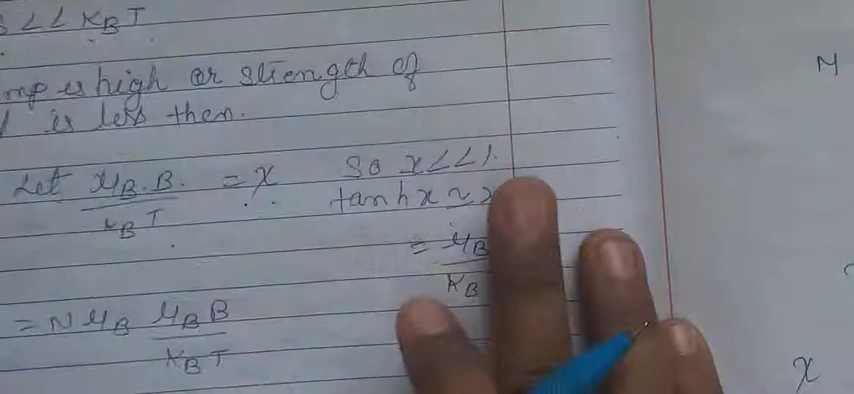 << K_B T
mp is high or strength of
is less then.
Let μ_B.B. / K_B T = x So x<<1.
tanhx ≃
= μ_B / K_B
= N μ_B μ_B B / K_B T
M
x